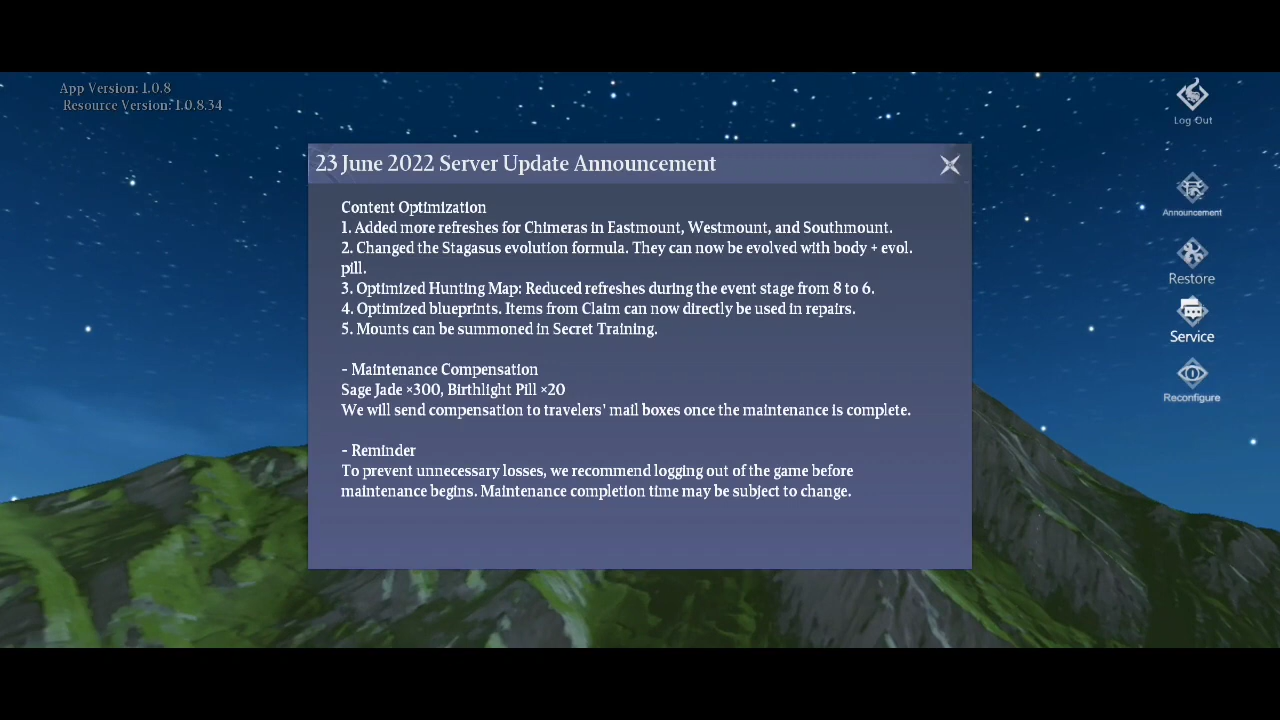 App Version: 1.0.8
Resource Version: 1.0.8.34
Log Out
23 June 2022 Server Update Announcement
Content Optimization
1. Added more refreshes for Chimeras in Eastmount, Westmount, and Southmount.
2. Changed the Stagasus evolution formula. They can now be evolved with body + evol.
pill.
3. Optimized Hunting Map: Reduced refreshes during the event stage from 8 to 6.
4. Optimized blueprints. Items from Claim can now directly be used in repairs.
5. Mounts can be summoned in Secret Training.
- Maintenance Compensation
Sage Jade ×300, Birthlight Pill ×20
We will send compensation to travelers' mail boxes once the maintenance is complete.
- Reminder
To prevent unnecessary losses, we recommend logging out of the game before
maintenance begins. Maintenance completion time may be subject to change.
Announcement
Restore
Service
Reconfigure